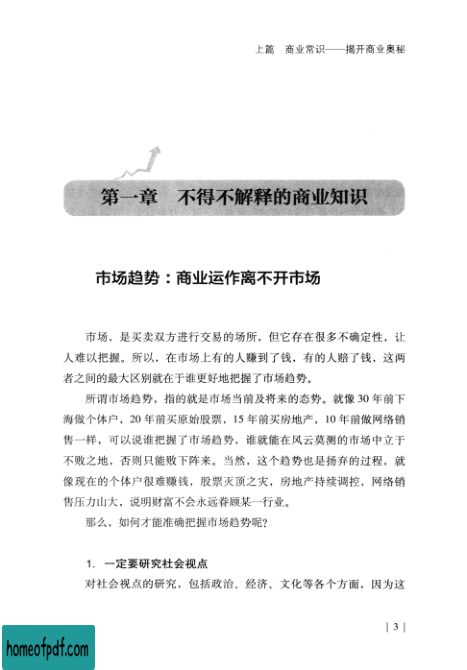 上篇 商业常识——揭开商业奥秘
第一章 不得不解释的商业知识
市场趋势：商业运作离不开市场
市场，是买卖双方进行交易的场所，但它存在很多不确定性，让
人难以把握。所以，在市场上有的人赚到了钱，有的人赔了钱，这两
者之间的最大区别就在于谁更好地把握了市场趋势。
所谓市场趋势，指的就是市场当前及将来的态势。就像 30 年前下
海做个体户，20 年前买原始股票，15 年前买房地产，10 年前做网络销
售一样，可以说谁把握了市场趋势，谁就能在风云莫测的市场中立于
不败之地，否则只能败下阵来。当然，这个趋势也是扬弃的过程，就
像现在的个体户很难赚钱，股票灭顶之灾，房地产持续调控，网络销
售压力山大，说明财富不会永远眷顾某一行业。
那么，如何才能准确把握市场趋势呢？
1. 一定要研究社会视点
对社会视点的研究，包括政治、经济、文化等各个方面，因为这
| 3 |
homeofpdf.com